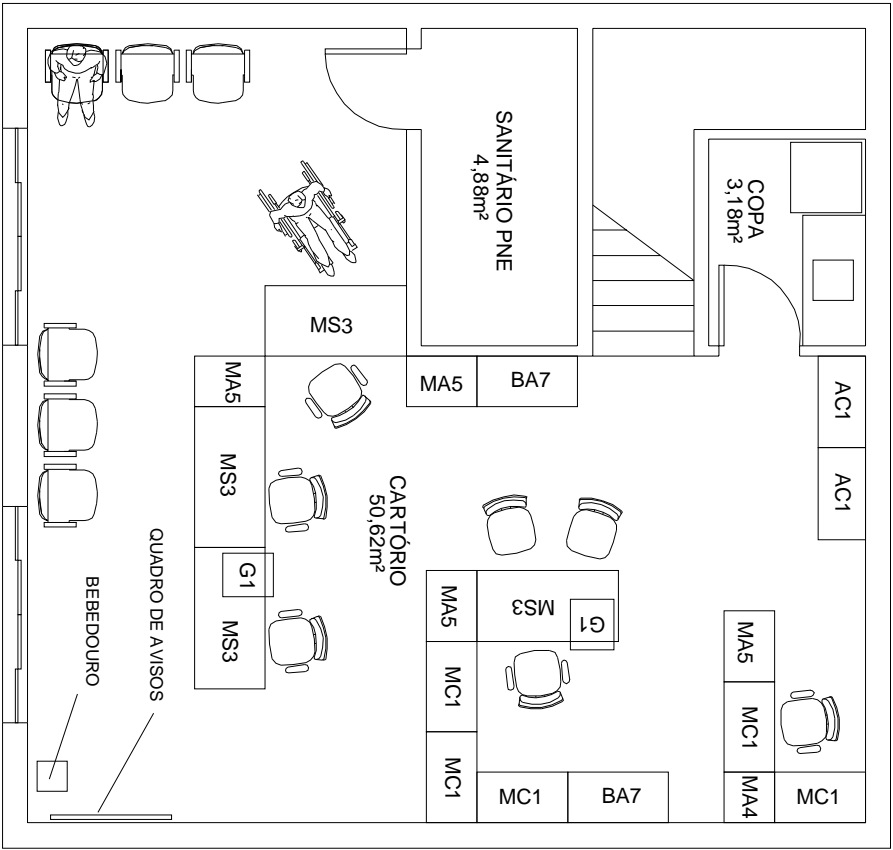 SANITÁRIO PNE
4,88m²
COPA
3,18m²
MS3
MA5
MA5
BA7
AC1
MS3
AC1
CARTÓRIO
50,62m²
G1
MS3
QUADRO DE AVISOS
BEBEDOURO
MA5
MS3
G1
MA5
MC1
MC1
MC1
MC1
BA7
MA4
MC1